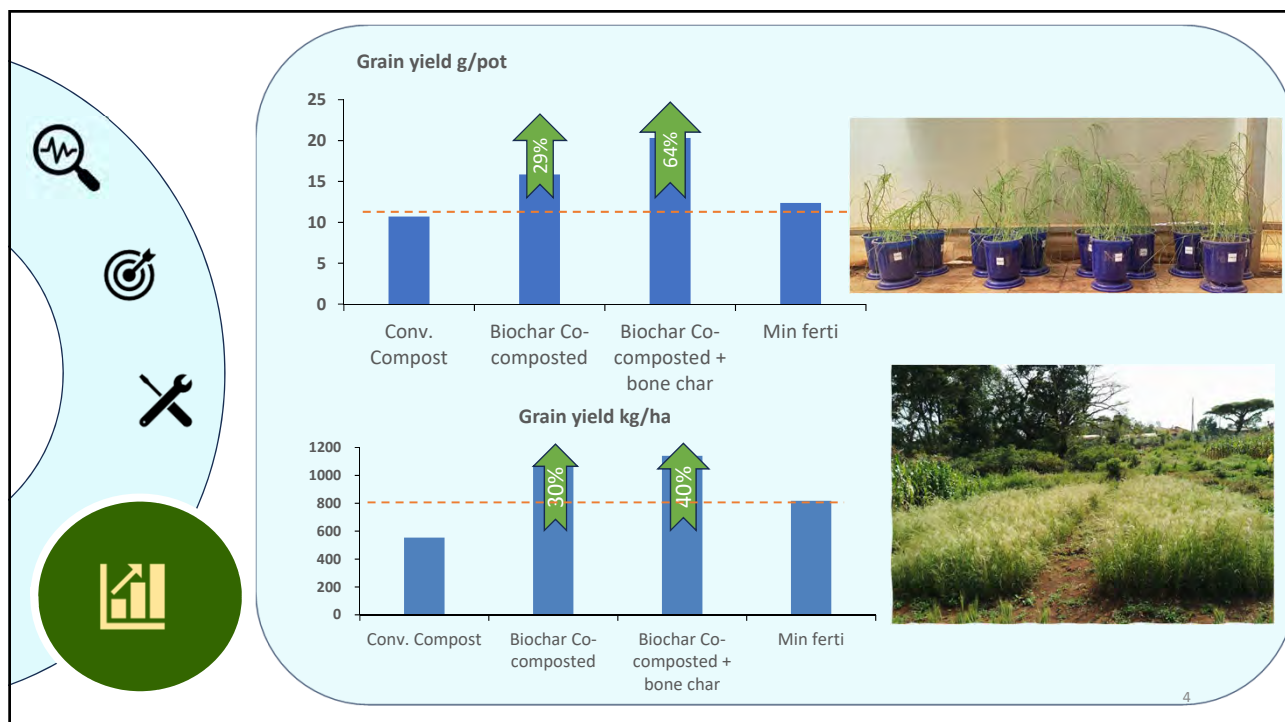 Grain yield g/pot
25
20
15
10
5
0
29%
64%
Conv.
Compost
Biochar Co-
composted
Biochar Co-
composted +
bone char
Min ferti
Grain yield kg/ha
1200
1000
800
600
400
200
0
30%
40%
Conv. Compost
Biochar Co-
composted
Biochar Co-
composted +
bone char
Min ferti
4